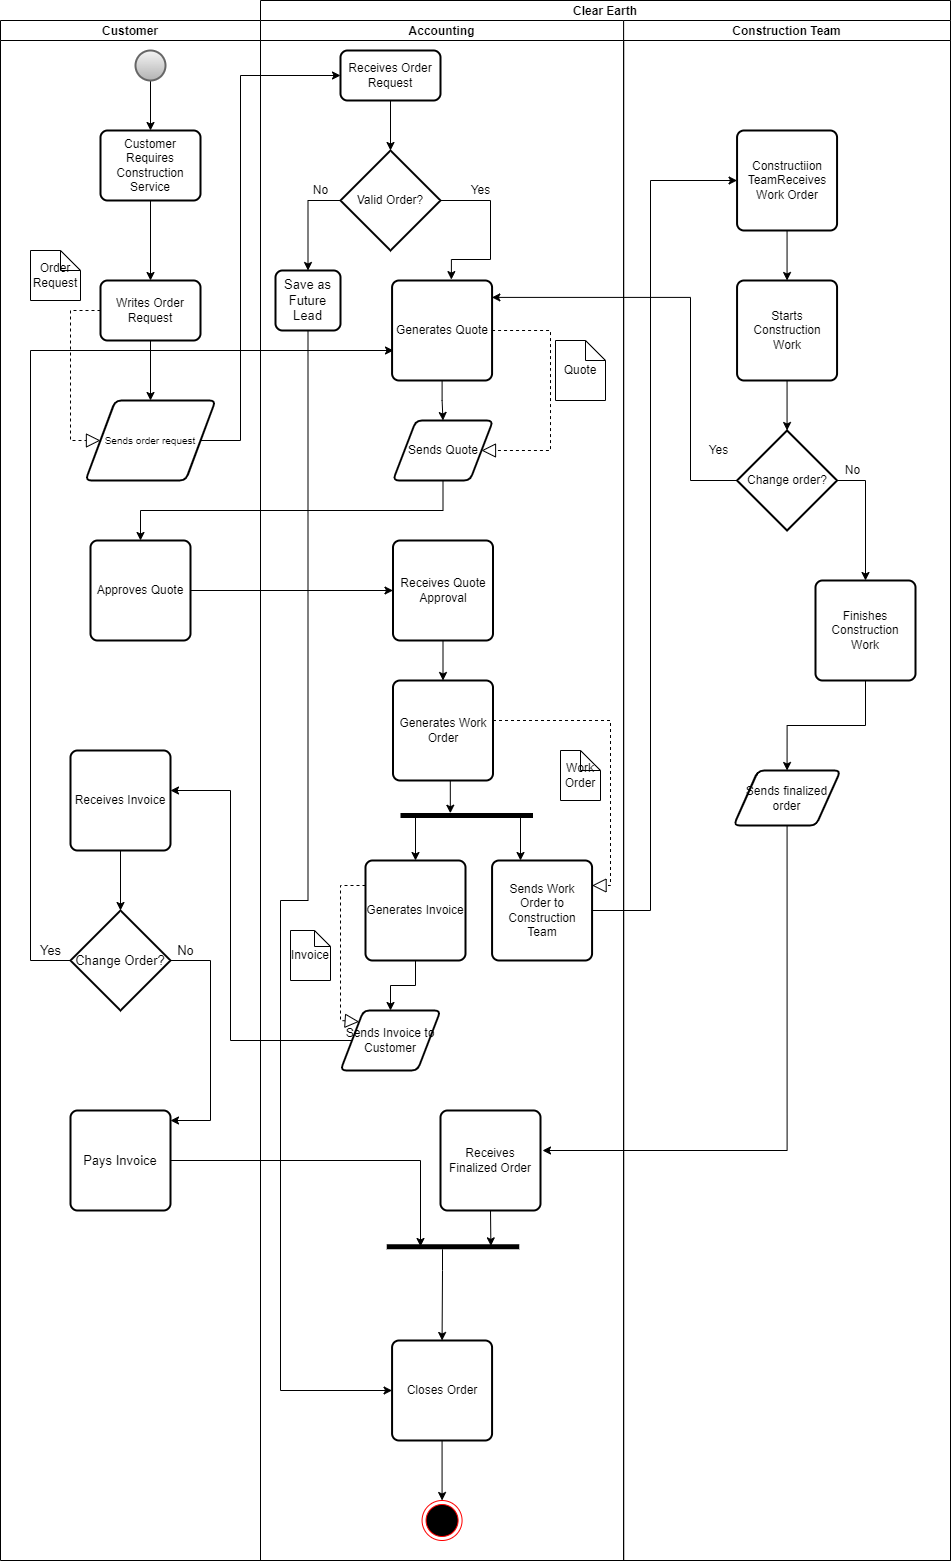 Clear Earth
Customer
Accounting
Construction Team
Receives Order
Request
Customer
Requires
Construction
Service
Constructiion
TeamReceives
Work Order
No
Valid Order?
Yes
Order
Request
Writes Order
Request
Save as
Future
Lead
Generates Quote
Starts
Construction
Work
Quote
Sends order request
Sends Quote
Yes
Change order?
No
Approves Quote
Receives Quote
Approval
Finishes
Construction
Work
Generates Work
Order
Work
Order
Receives Invoice
Sends finalized
order
Generates Invoice
Sends Work
Order to
Construction
Team
Yes
Change Order?
No
Invoice
Sends Invoice to
Customer
Pays Invoice
Receives
Finalized Order
Closes Order